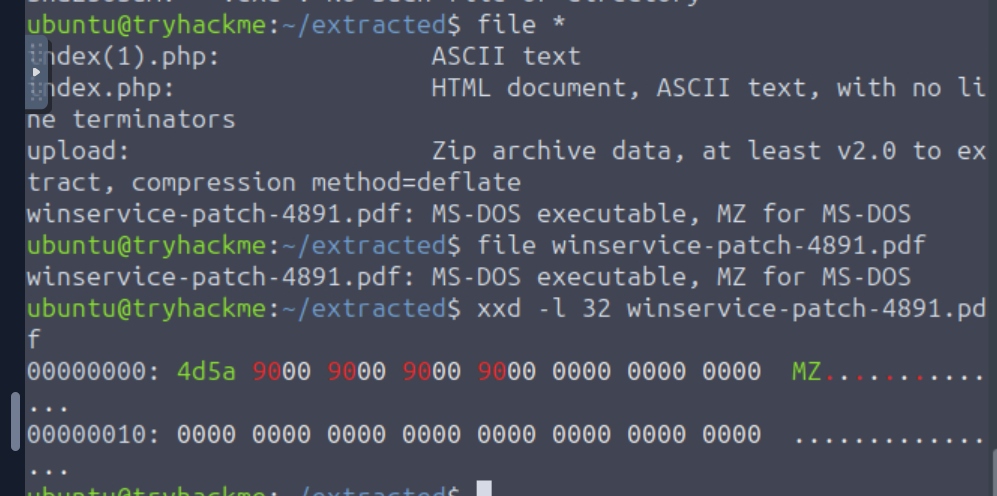 ubuntu@tryhackme:~/extracted$ file *
index(1).php: ASCII text
index.php: HTML document, ASCII text, with no li
ne terminators
upload: Zip archive data, at least v2.0 to ex
tract, compression method=deflate
winservice-patch-4891.pdf: MS-DOS executable, MZ for MS-DOS
ubuntu@tryhackme:~/extracted$ file winservice-patch-4891.pdf
winservice-patch-4891.pdf: MS-DOS executable, MZ for MS-DOS
ubuntu@tryhackme:~/extracted$ xxd -l 32 winservice-patch-4891.pd
f
00000000: 4d5a 9000 9000 9000 9000 0000 0000 0000  MZ...........
...
00000010: 0000 0000 0000 0000 0000 0000 0000 0000  .............
...
ubuntu@tryhackme:~/extracted$